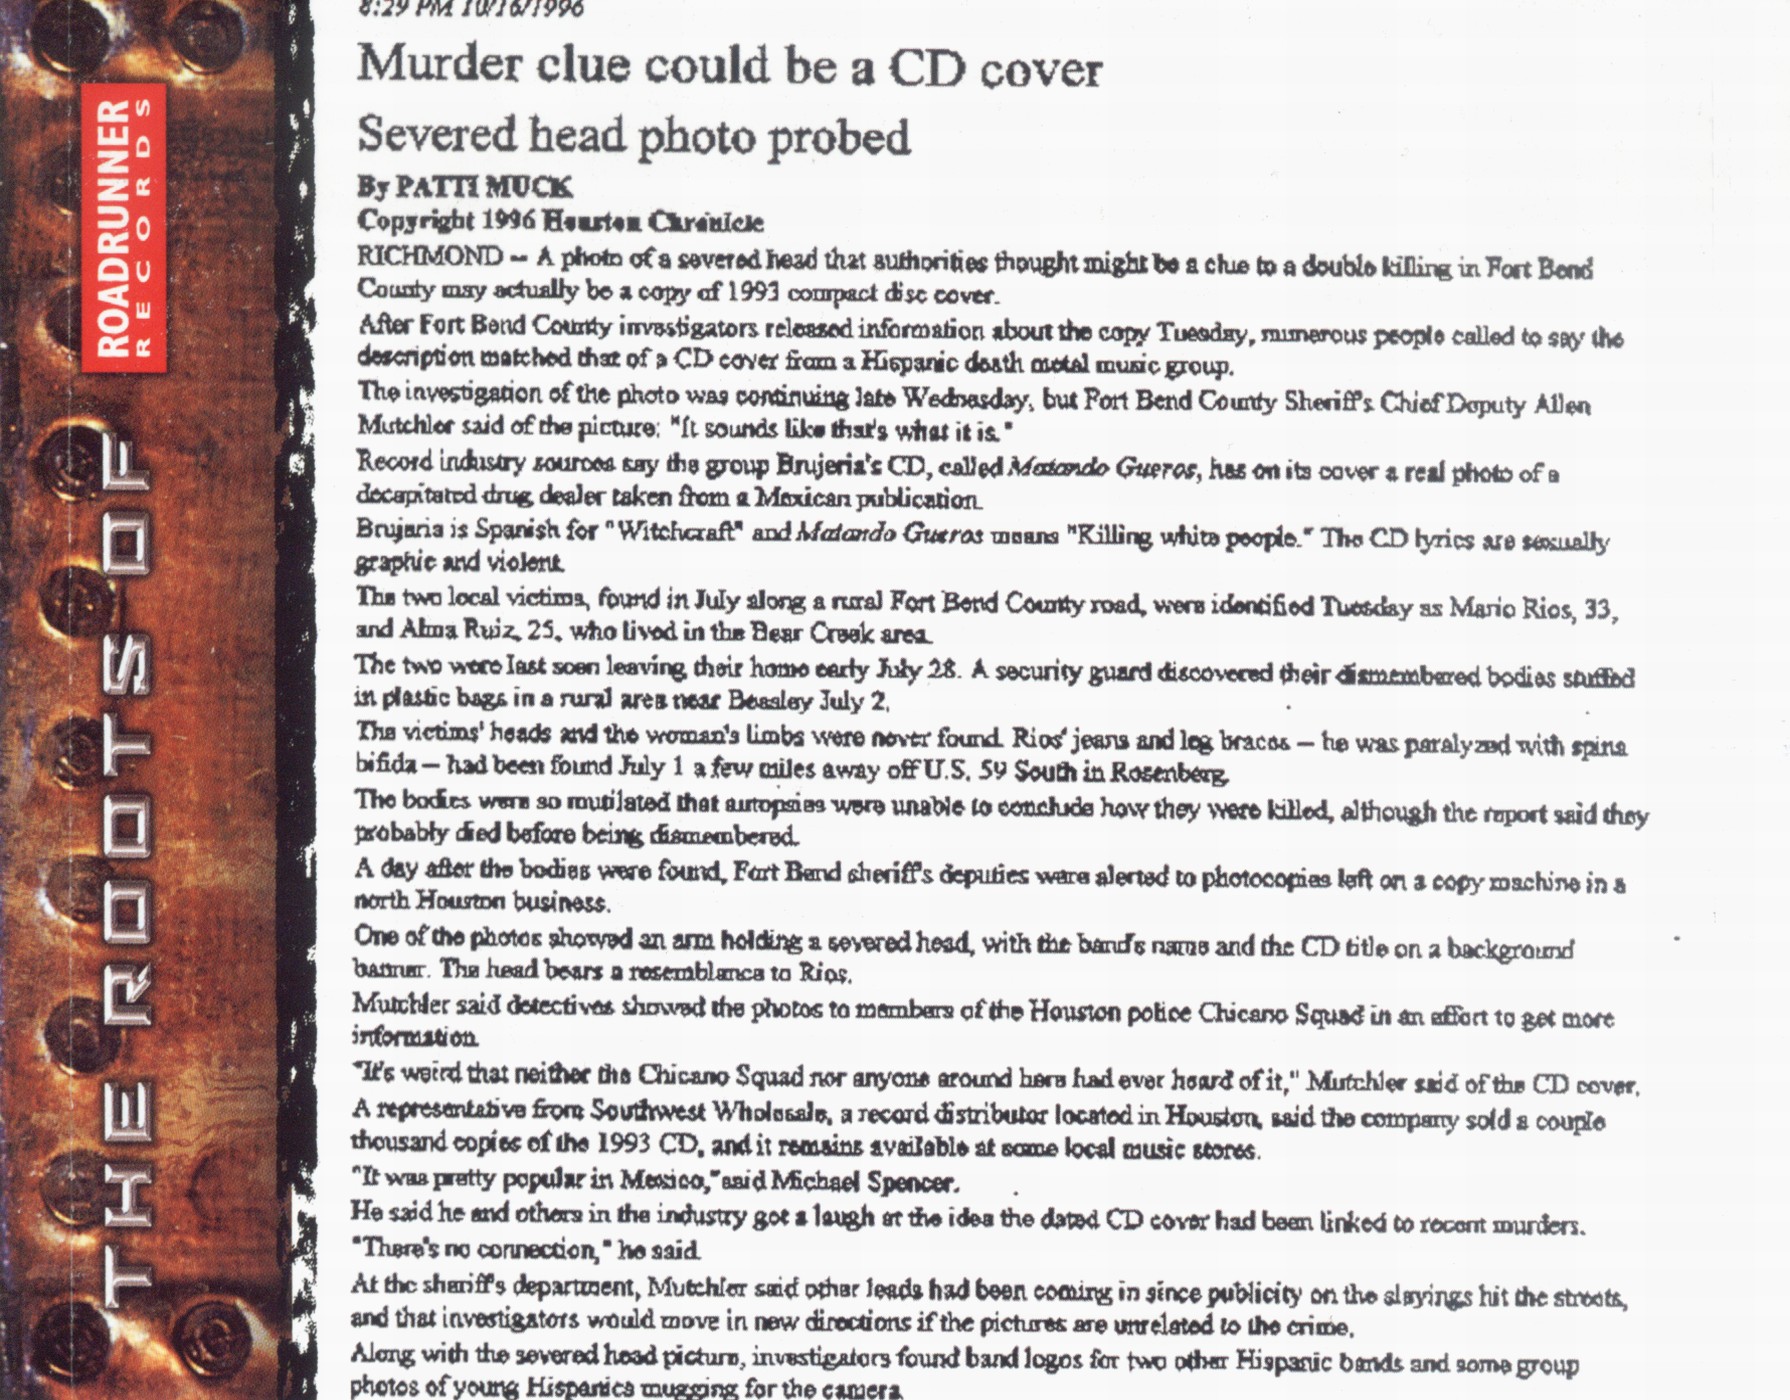 ROADRUNNER
RECORDS
THE ROOTS OF
8:29 PM 10/16/1996
Murder clue could be a CD cover
Severed head photo probed
By PATTI MUCK
Copyright 1996 Houston Chronicle
RICHMOND -- A photo of a severed head that authorities thought might be a clue to a double killing in Fort Bend
County may actually be a copy of 1993 compact disc cover.
After Fort Bend County investigators released information about the copy Tuesday, numerous people called to say the
description matched that of a CD cover from a Hispanic death metal music group.
The investigation of the photo was continuing late Wednesday, but Fort Bend County Sheriff's Chief Deputy Allen
Mutchler said of the picture: "It sounds like that's what it is."
Record industry sources say the group Brujeria's CD, called Matando Gueros, has on its cover a real photo of a
decapitated drug dealer taken from a Mexican publication.
Brujaria is Spanish for "Witchcraft" and Matando Gueros means "Killing white people." The CD lyrics are sexually
graphic and violent.
The two local victims, found in July along a rural Fort Bend County road, were identified Tuesday as Mario Rios, 33,
and Alma Ruiz, 25, who lived in the Bear Creek area.
The two were last seen leaving their home early July 28. A security guard discovered their dismembered bodies stuffed
in plastic bags in a rural area near Beasley July 2.
The victims' heads and the woman's limbs were never found. Rios' jeans and leg braces -- he was paralyzed with spina
bifida -- had been found July 1 a few miles away off U.S. 59 South in Rosenberg.
The bodies were so mutilated that autopsies were unable to conclude how they were killed, although the report said they
probably died before being dismembered.
A day after the bodies were found, Fort Bend sheriff's deputies were alerted to photocopies left on a copy machine in a
north Houston business.
One of the photos showed an arm holding a severed head, with the band's name and the CD title on a background
banner. The head bears a resemblance to Rios.
Mutchler said detectives showed the photos to members of the Houston police Chicano Squad in an effort to get more
information.
"It's weird that neither the Chicano Squad nor anyone around here had ever heard of it," Mutchler said of the CD cover.
A representative from Southwest Wholesale, a record distributor located in Houston, said the company sold a couple
thousand copies of the 1993 CD, and it remains available at some local music stores.
"It was pretty popular in Mexico," said Michael Spencer.
He said he and others in the industry got a laugh at the idea the dated CD cover had been linked to recent murders.
"There's no connection," he said.
At the sheriff's department, Mutchler said other leads had been coming in since publicity on the slayings hit the streets,
and that investigators would move in new directions if the pictures are unrelated to the crime.
Along with the severed head picture, investigators found band logos for two other Hispanic bands and some group
photos of young Hispanics mugging for the camera.